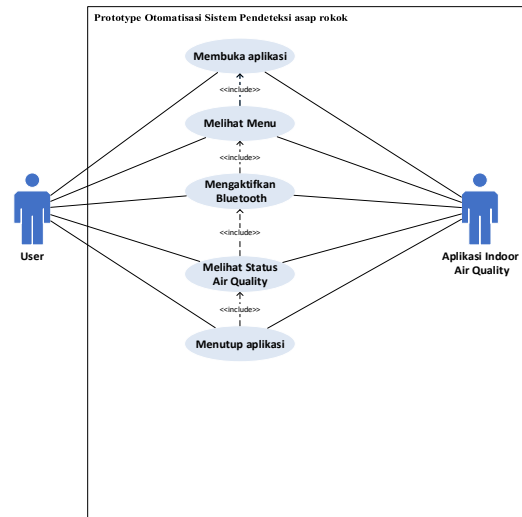 Prototype Otomatisasi Sistem Pendeteksi asap rokok
Membuka aplikasi
<<include>>
Melihat Menu
<<include>>
Mengaktifkan
Bluetooth
<<include>>
User
Aplikasi Indoor
Air Quality
Melihat Status
Air Quality
<<include>>
Menutup aplikasi